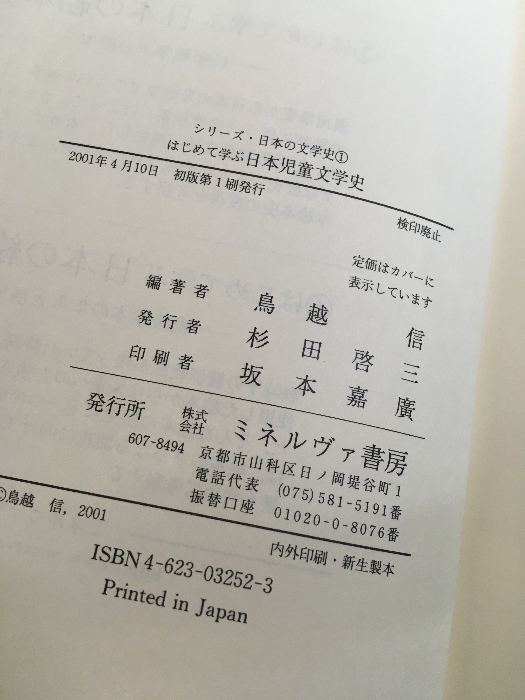 シリーズ・日本の文学史①
はじめて学ぶ日本児童文学史
2001年4月10日 初版第1刷発行
検印廃止
定価はカバーに
表示しています
編著者 鳥越 信
発行者 杉田啓三
印刷者 坂本嘉廣
発行所 株式会社 ミネルヴァ書房
607-8494 京都市山科区日ノ岡堤谷町1
電話代表 (075)581-5191番
振替口座 01020-0-8076番
©鳥越 信, 2001
内外印刷・新生製本
ISBN4-623-03252-3
Printed in Japan